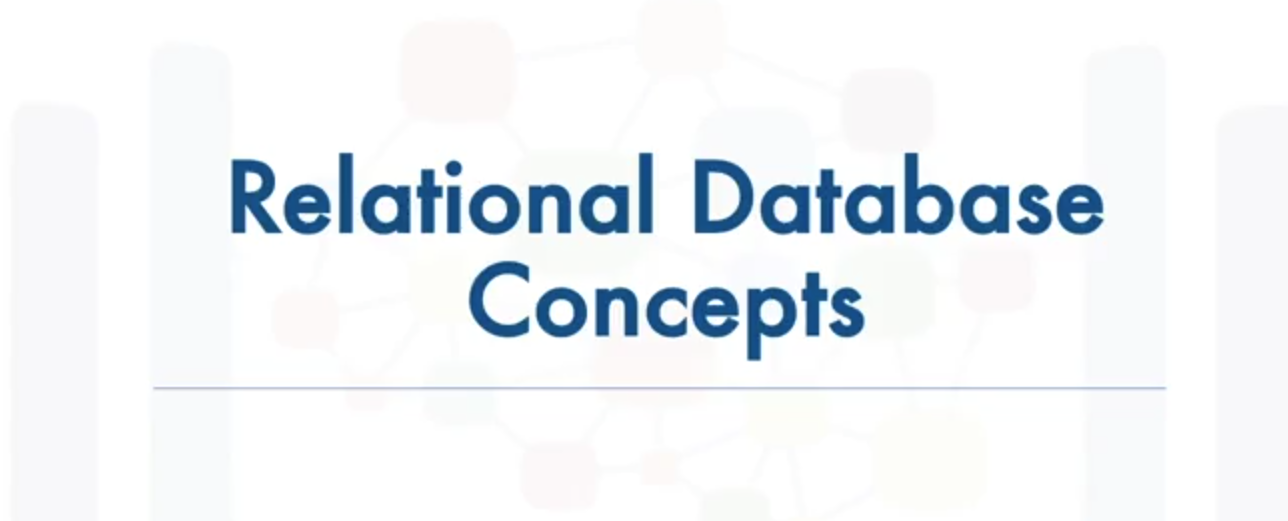 Relational Database
Concepts